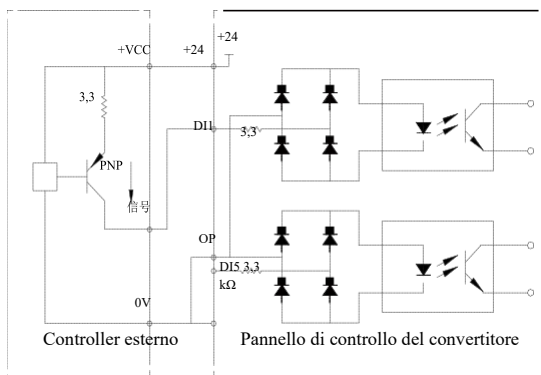 +24
+VCC
+24
3,3
DI1
3,3
PNP
信号
OP
DI5 3,3
kΩ
0V
Controller esterno
Pannello di controllo del convertitore